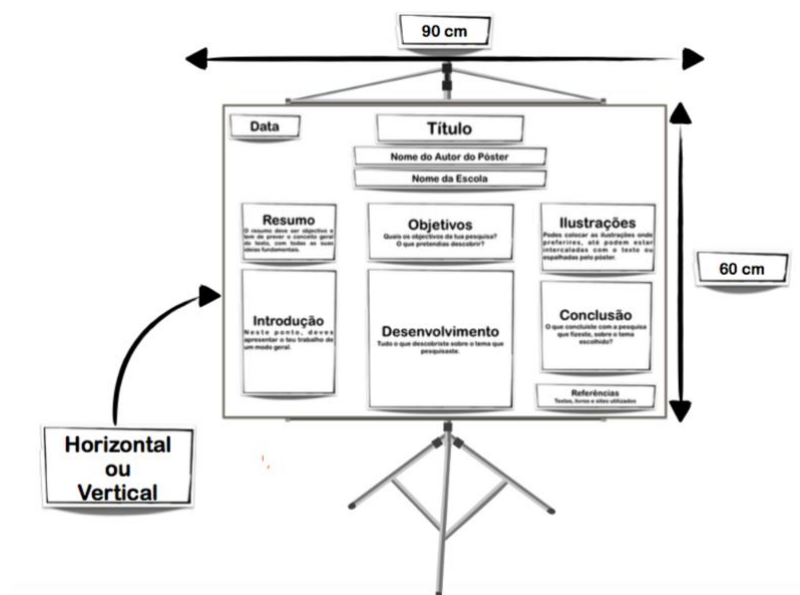 90 cm
Data
Título
Nome do Autor do Póster
Nome da Escola
Resumo
O resumo deve ser objectivo e
tem de prever o conceito geral
do texto, com todas as suas
ideias fundamentais.
Objetivos
Quais os objectivos da tua pesquisa?
O que pretendias descobrir?
Ilustrações
Podes colocar as ilustrações onde
preferires, até podem estar
intercaladas com o texto ou
espalhadas pelo póster.
60 cm
Introdução
Neste ponto, deves
apresentar o teu trabalho de
um modo geral.
Desenvolvimento
Tudo o que descobriste sobre o tema que
pesquisaste.
Conclusão
O que concluiste com a pesquisa
que fizeste, sobre o tema
escolhido?
Referências
Textos, livros e sites utilizados
Horizontal
ou
Vertical